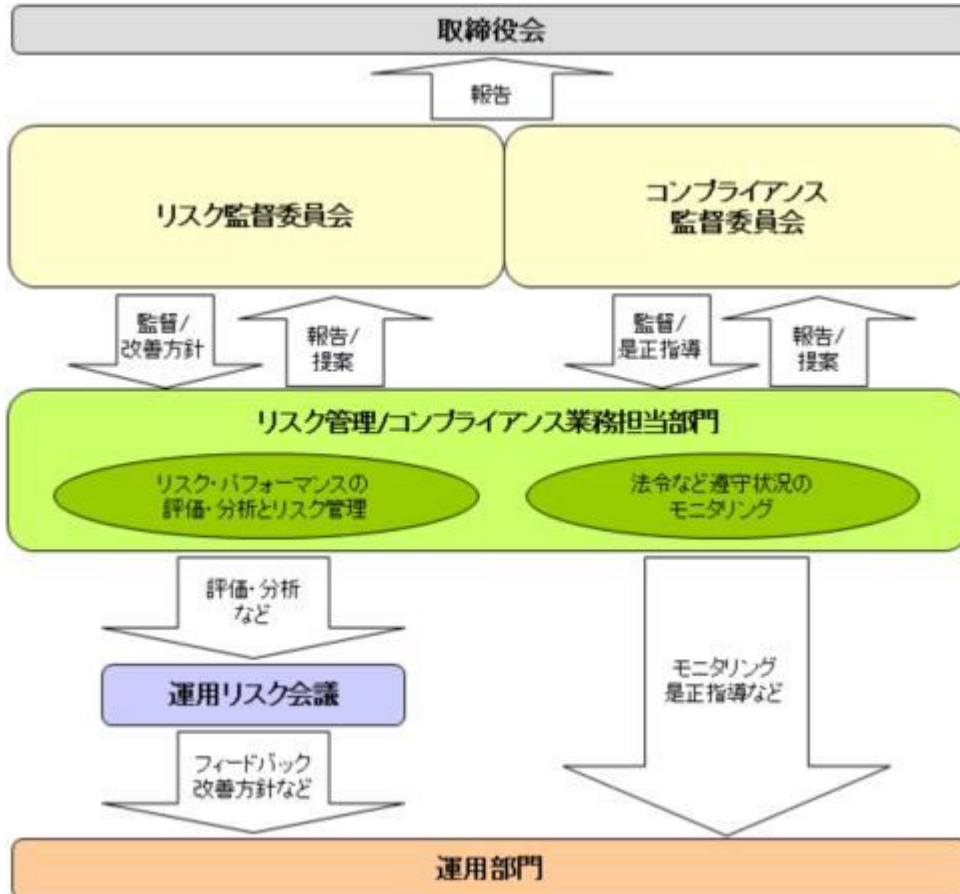 取締役会
報告
リスク監督委員会
コンプライアンス
監督委員会
監督/
改善方針
報告/
提案
監督/
是正指導
報告/
提案
リスク管理/コンプライアンス業務担当部門
リスク・パフォーマンスの
評価・分析とリスク管理
法令など遵守状況の
モニタリング
評価・分析
など
運用リスク会議
モニタリング
是正指導など
フィードバック
改善方針など
運用部門